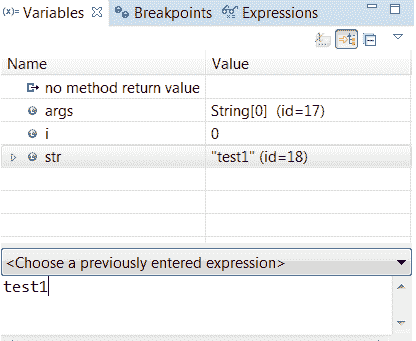 (x)= Variables Breakpoints Expressions
Name Value
no method return value
args String[0] (id=17)
i 0
str "test1" (id=18)
<Choose a previously entered expression>
test1